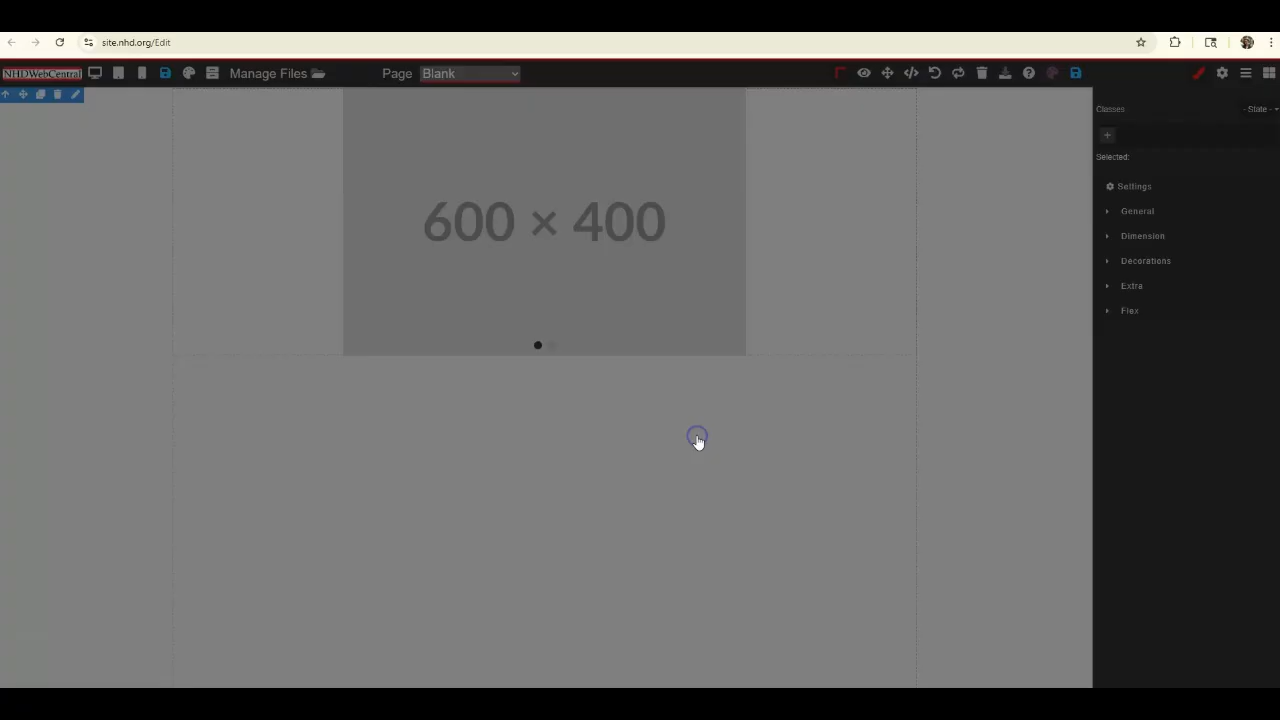 site.nhd.org/Edit
NHDWebCentral Manage Files Page Blank
Classes - State -
+
Selected:
Settings
General
Dimension
Decorations
Extra
Flex
600 × 400